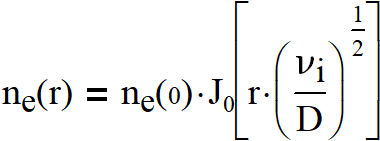 nₑ(r) = nₑ(0)·J₀[r·(νᵢ/D)^(1/2)]